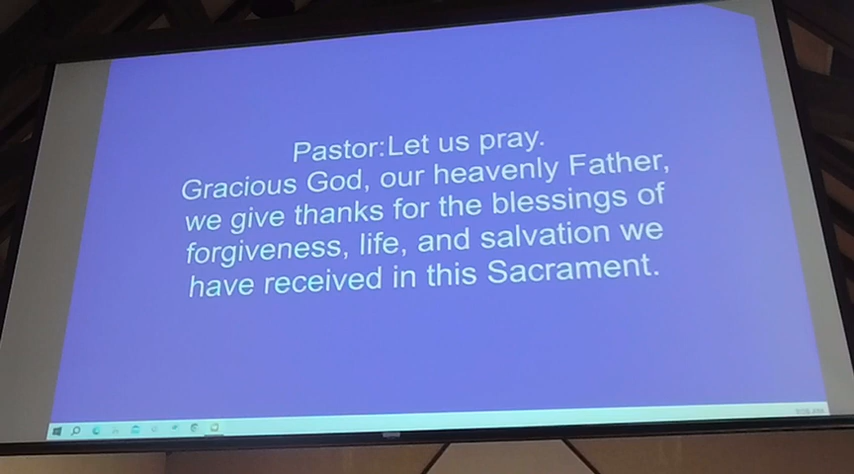 Pastor:Let us pray.
Gracious God, our heavenly Father,
we give thanks for the blessings of
forgiveness, life, and salvation we
have received in this Sacrament.